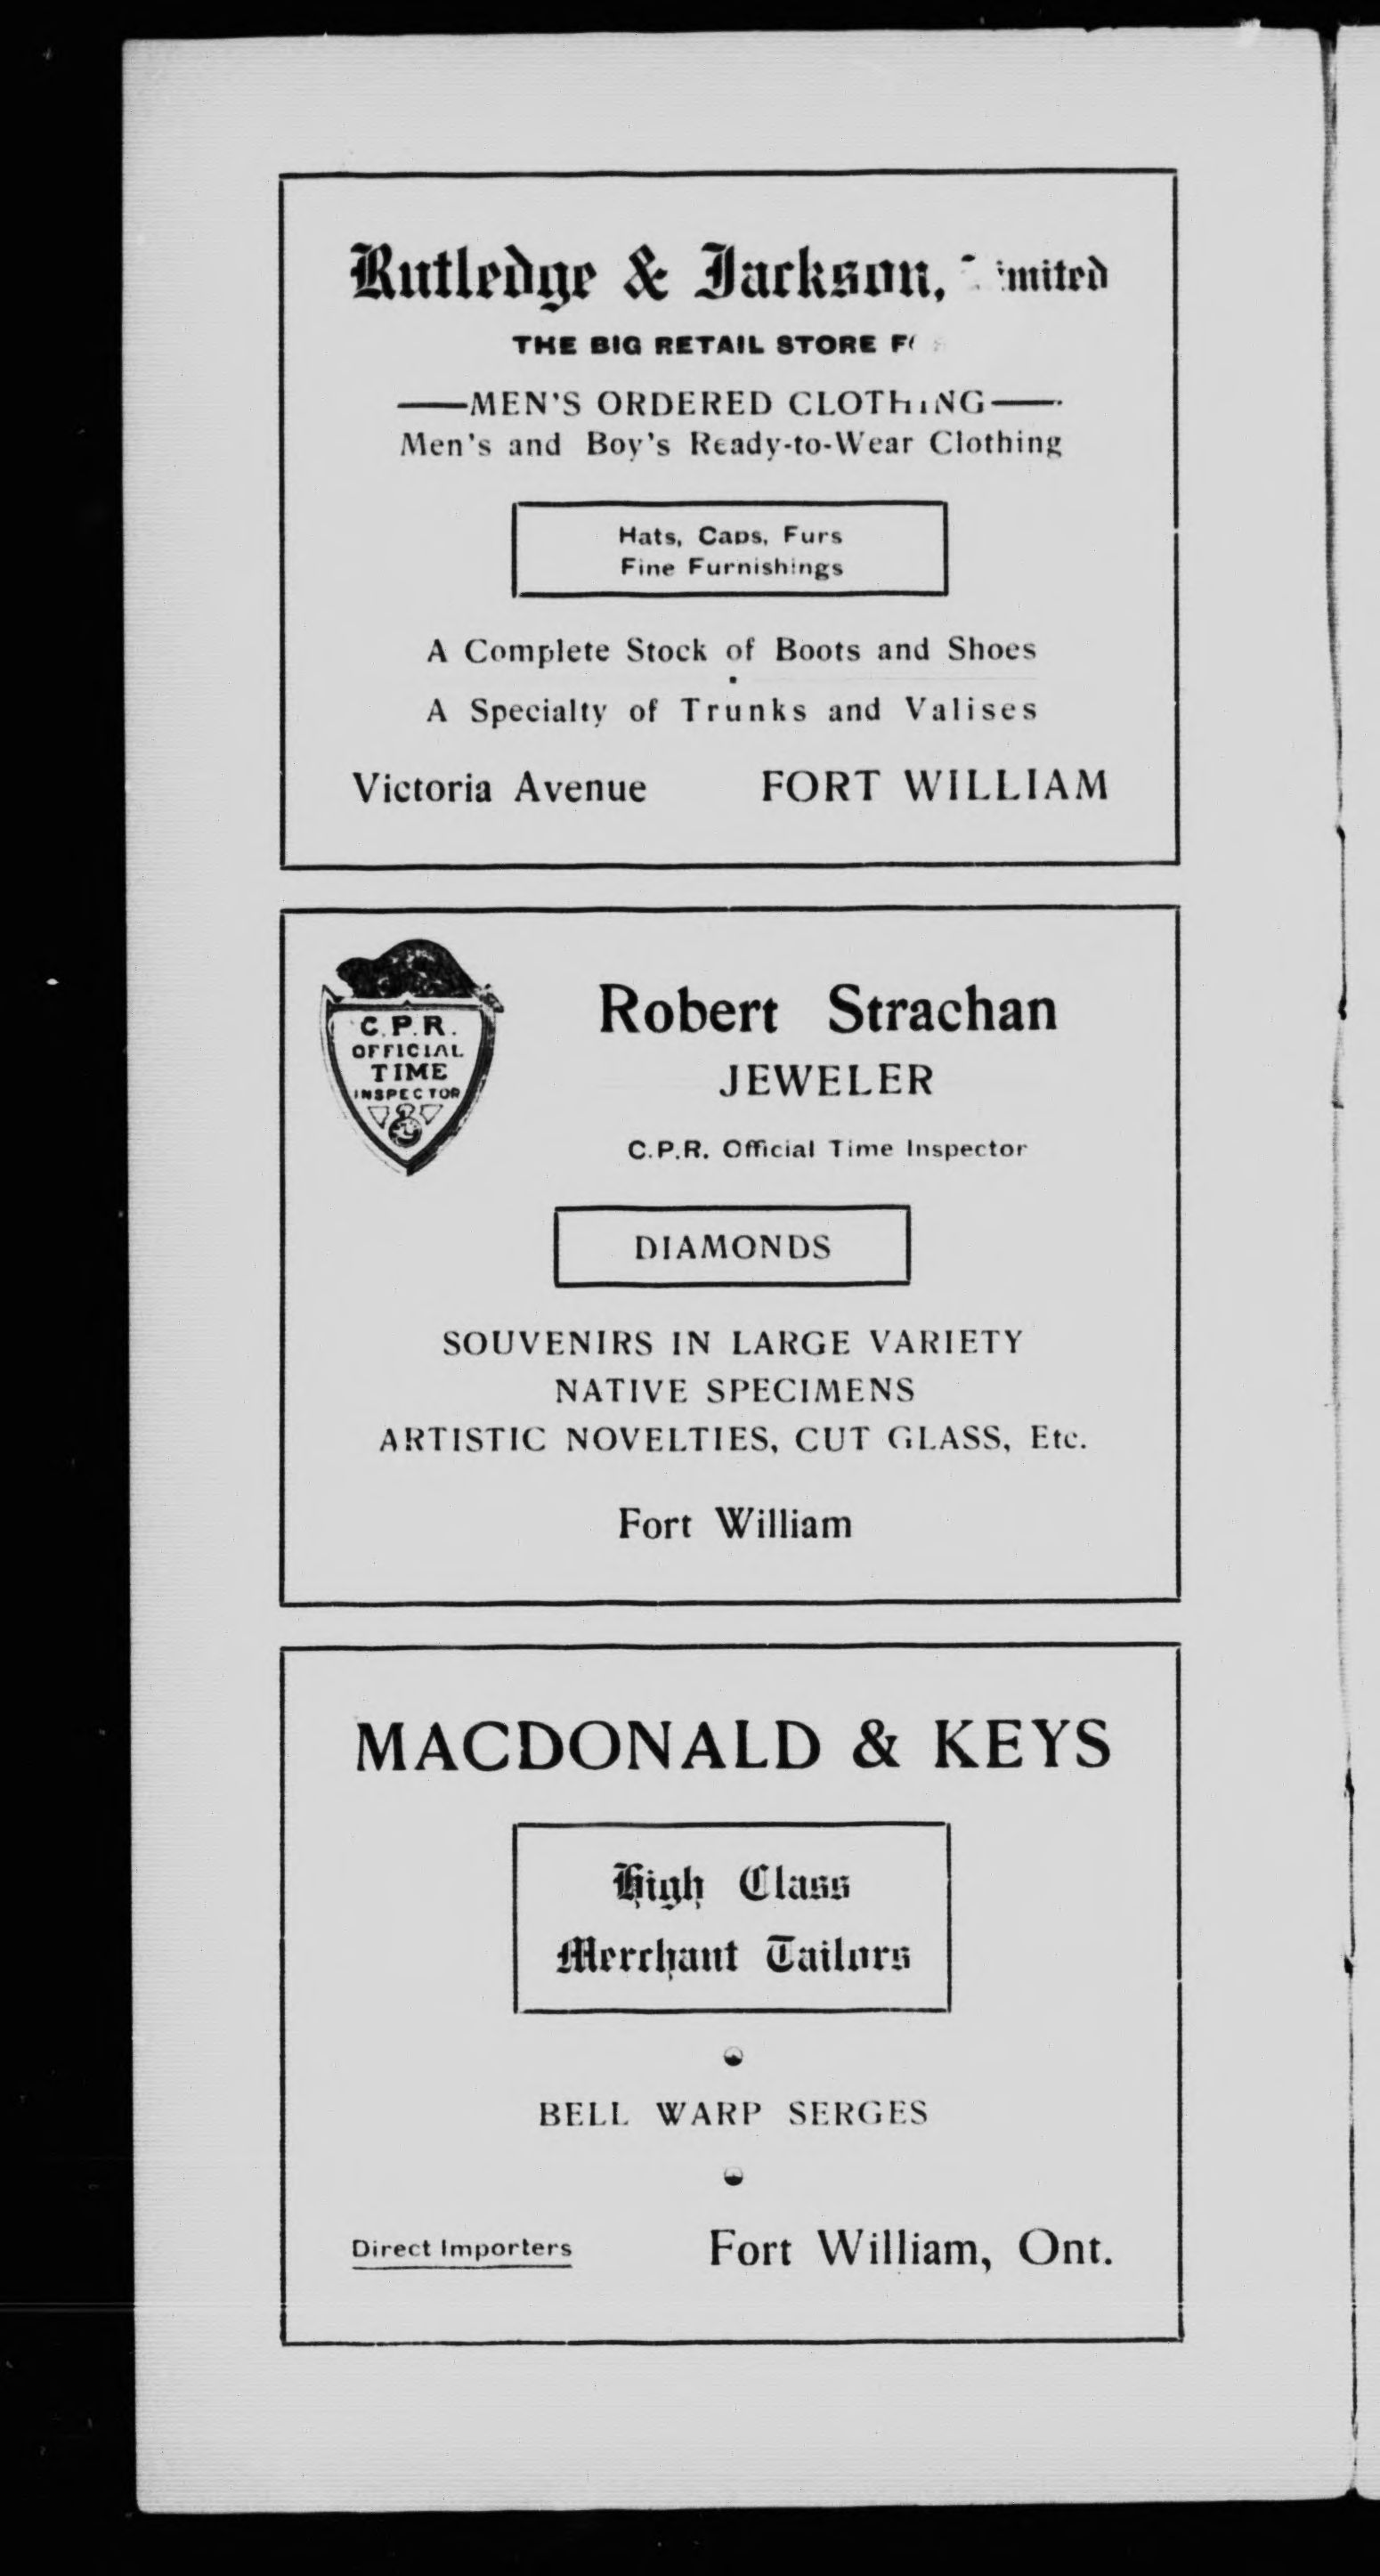 Rutledge & Jackson, Limited
THE BIG RETAIL STORE
—MEN'S ORDERED CLOTHING—
Men's and Boy's Ready-to-Wear Clothing
Hats, Caps, Furs
Fine Furnishings
A Complete Stock of Boots and Shoes
A Specialty of Trunks and Valises
Victoria Avenue FORT WILLIAM
C.P.R.
OFFICIAL
TIME
INSPECTOR
Robert Strachan
JEWELER
C.P.R. Official Time Inspector
DIAMONDS
SOUVENIRS IN LARGE VARIETY
NATIVE SPECIMENS
ARTISTIC NOVELTIES, CUT GLASS, Etc.
Fort William
MACDONALD & KEYS
High Class
Merchant Tailors
BELL WARP SERGES
Direct Importers Fort William, Ont.